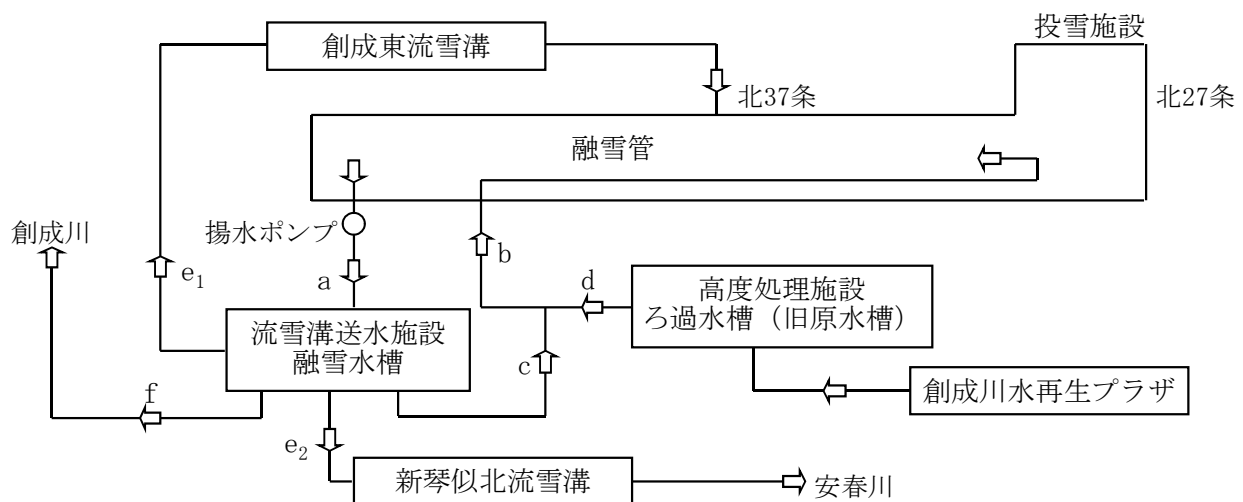 投雪施設
創成東流雪溝
北37条
北27条
融雪管
創成川
揚水ポンプ
e1
a
b
d
高度処理施設
ろ過水槽（旧原水槽）
流雪溝送水施設
融雪水槽
c
f
創成川水再生プラザ
e2
新琴似北流雪溝
安春川